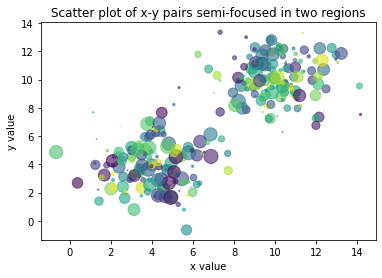 Scatter plot of x-y pairs semi-focused in two regions
14
12
10
8
6
4
2
0
y value
0 2 4 6 8 10 12 14
x value